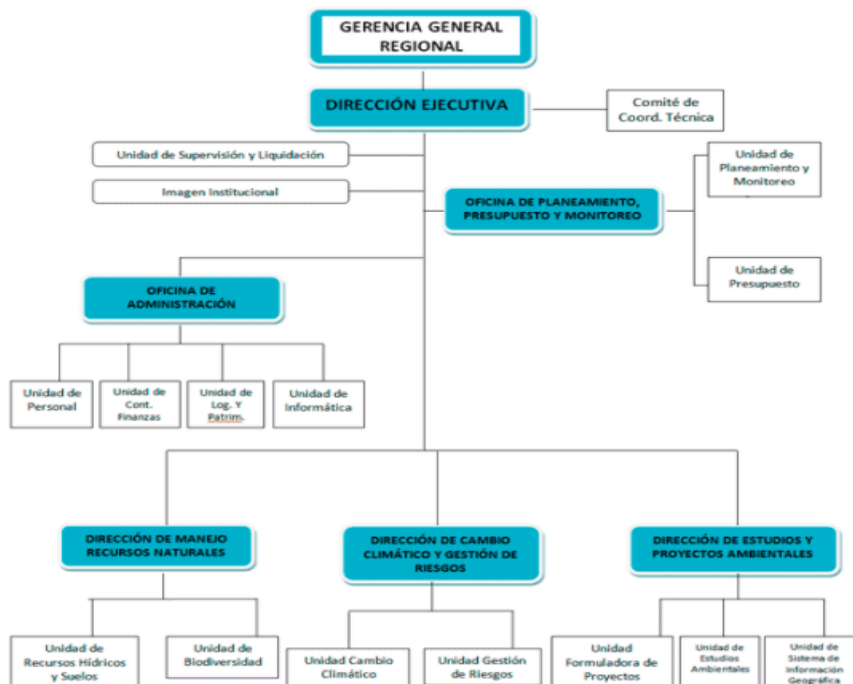 GERENCIA GENERAL
REGIONAL
DIRECCIÓN EJECUTIVA
Comité de
Coord. Técnica
Unidad de Supervisión y Liquidación
Imagen Institucional
Unidad de
Planeamiento y
Monitoreo
OFICINA DE PLANEAMIENTO,
PRESUPUESTO Y MONITOREO
Unidad de
Presupuesto
OFICINA DE
ADMINISTRACIÓN
Unidad de
Personal
Unidad de
Cont.
Finanzas
Unidad de
Log. Y
Patrim.
Unidad de
Informática
DIRECCIÓN DE MANEJO
RECURSOS NATURALES
DIRECCIÓN DE CAMBIO
CLIMÁTICO Y GESTIÓN DE
RIESGOS
DIRECCIÓN DE ESTUDIOS Y
PROYECTOS AMBIENTALES
Unidad de
Recursos Hídricos
y Suelos
Unidad de
Biodiversidad
Unidad Cambio
Climático
Unidad Gestión
de Riesgos
Unidad
Formuladora de
Proyectos
Unidad de
Estudios
Ambientales
Unidad de
Sistema de
Información
Geográfica